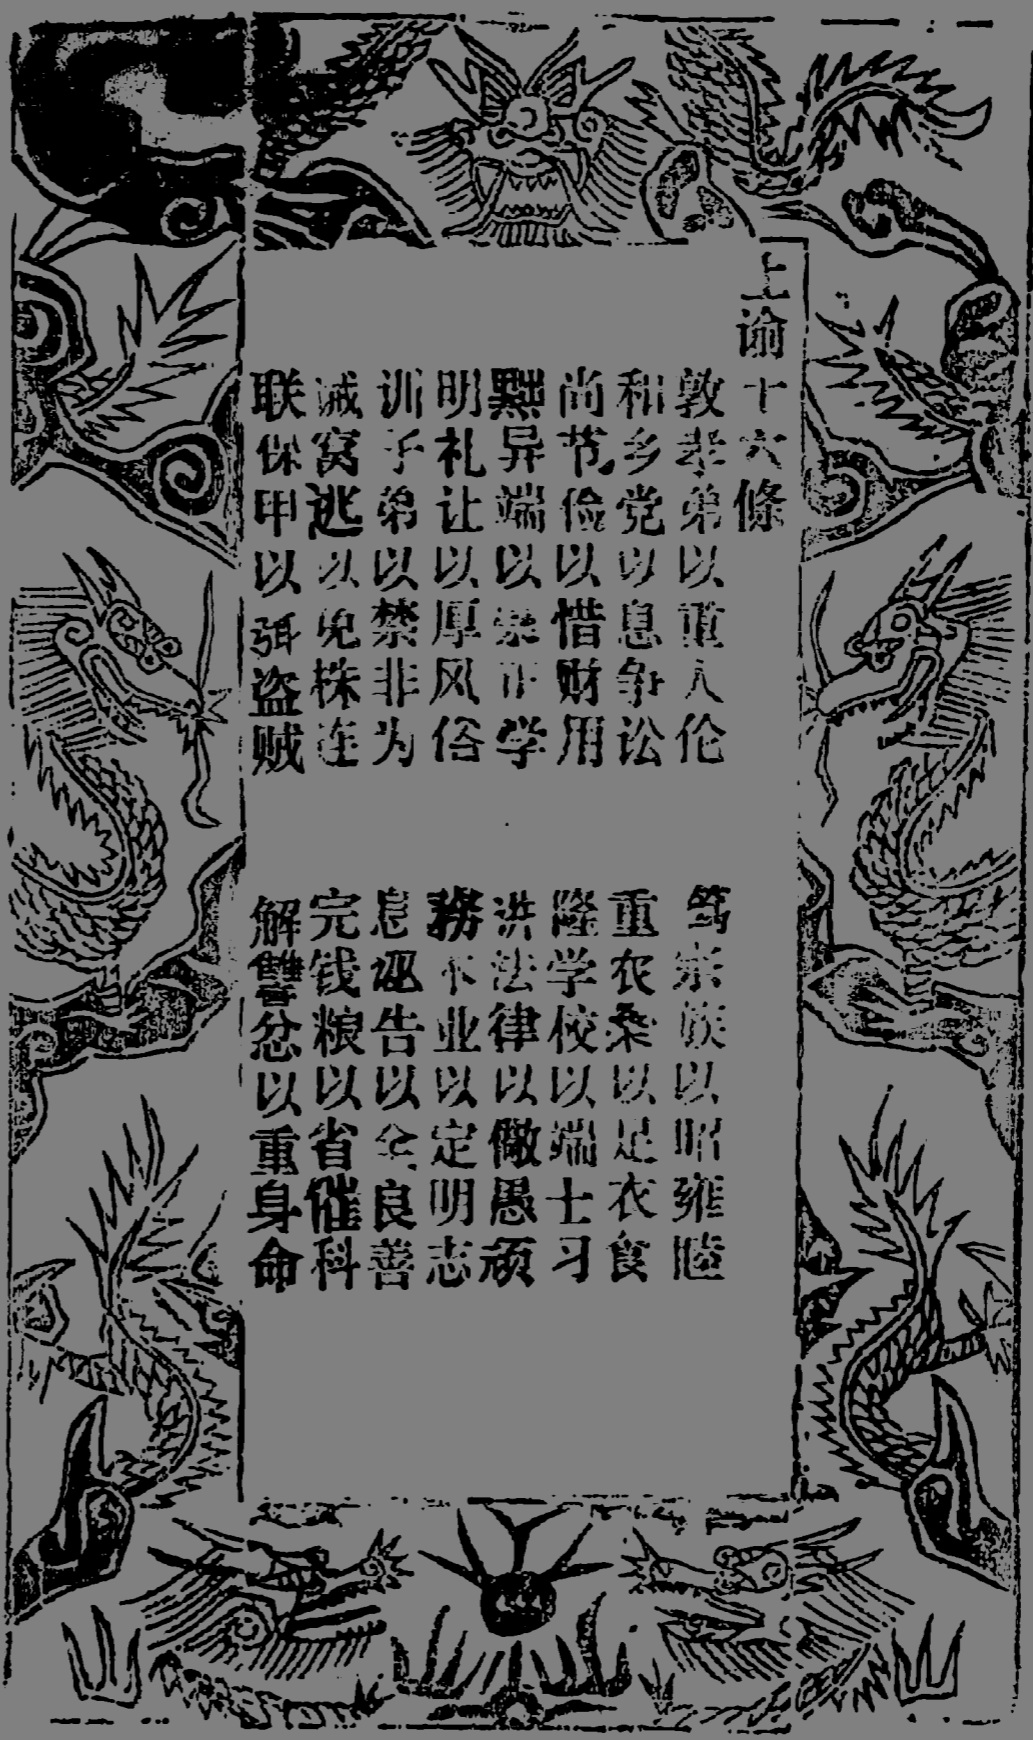 上谕十六條
敦孝弟以重人伦
笃宗族以昭雍睦
和乡党以息争讼
重农桑以足衣食
尚节俭以惜财用
隆学校以端士习
黜异端以崇正学
讲法律以儆愚顽
明礼让以厚风俗
務本业以定明志
训子弟以禁非为
息诬告以全良善
诫窝逃以免株连
完钱粮以省催科
联保甲以弭盗贼
解讐忿以重身命